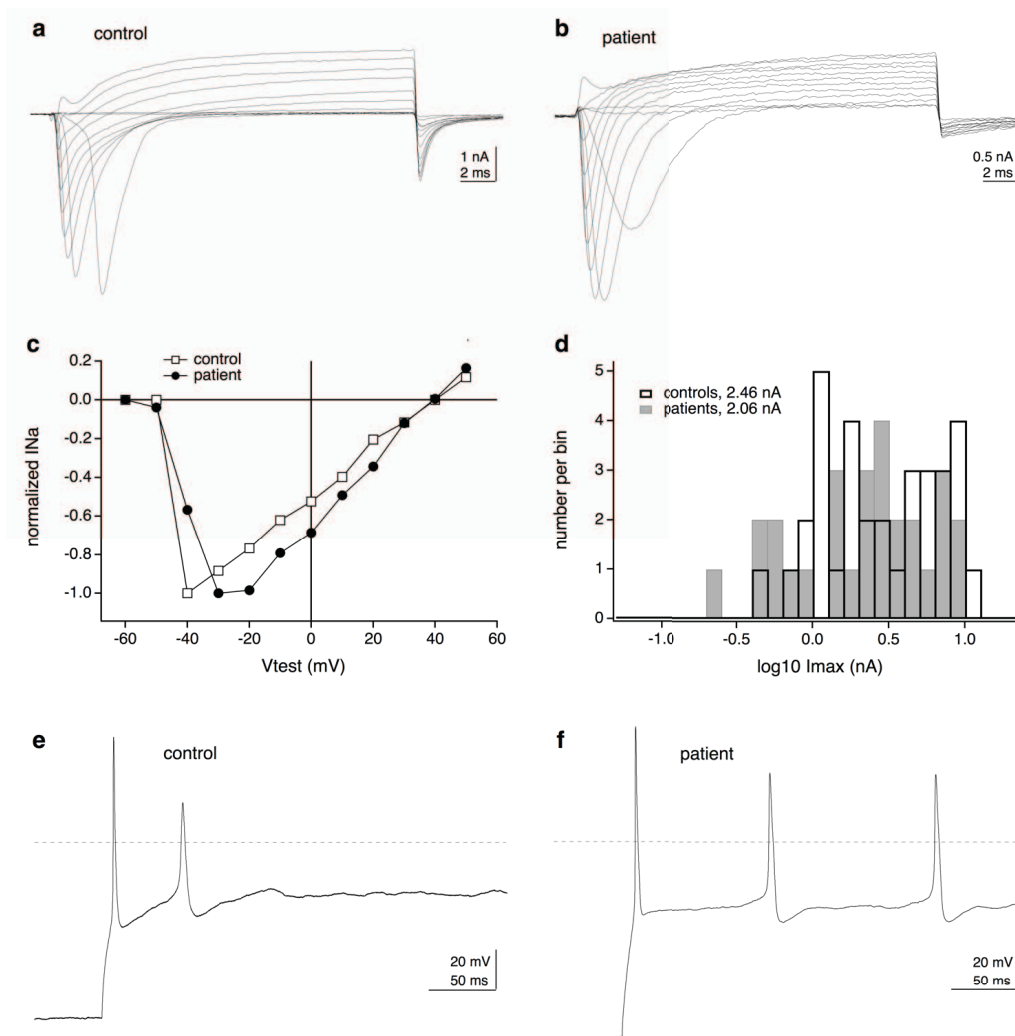 a
control
1 nA
2 ms
b
patient
0.5 nA
2 ms
c
control
patient
normalized INa
0.2
0.0
-0.2
-0.4
-0.6
-0.8
-1.0
-60
-40
-20
0
20
40
60
Vtest (mV)
d
controls, 2.46 nA
patients, 2.06 nA
number per bin
5
4
3
2
1
0
-1.0
-0.5
0.0
0.5
1.0
log10 Imax (nA)
e
control
20 mV
50 ms
f
patient
20 mV
50 ms